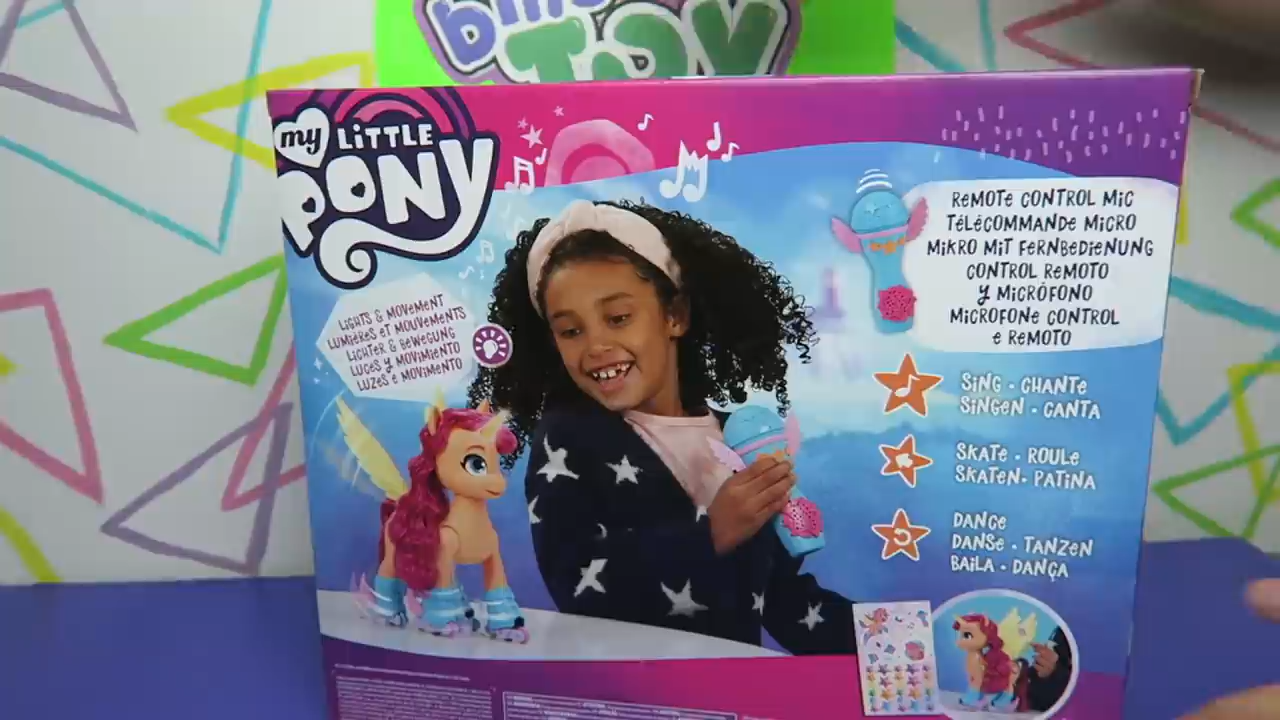 Toy
my LiTTLE
PONY
LIGHTS & MOVEMENT
LUMIÈRES ET MOUVEMENTS
LICHTER & BEWEGUNG
LUCES Y MOVIMIENTO
LUZES E MOVIMENTO
REMOTE CONTROL MIC
TÉLÉCOMMANDE MICRO
MIKRO MIT FERNBEDIENUNG
CONTROL REMOTO
Y MICRÓFONO
MICROFONE CONTROL
E REMOTO
SING · CHANTE
SINGEN · CANTA
SKATE · ROULE
SKATEN · PATINA
DANCE
DANSE · TANZEN
BAILA · DANÇA